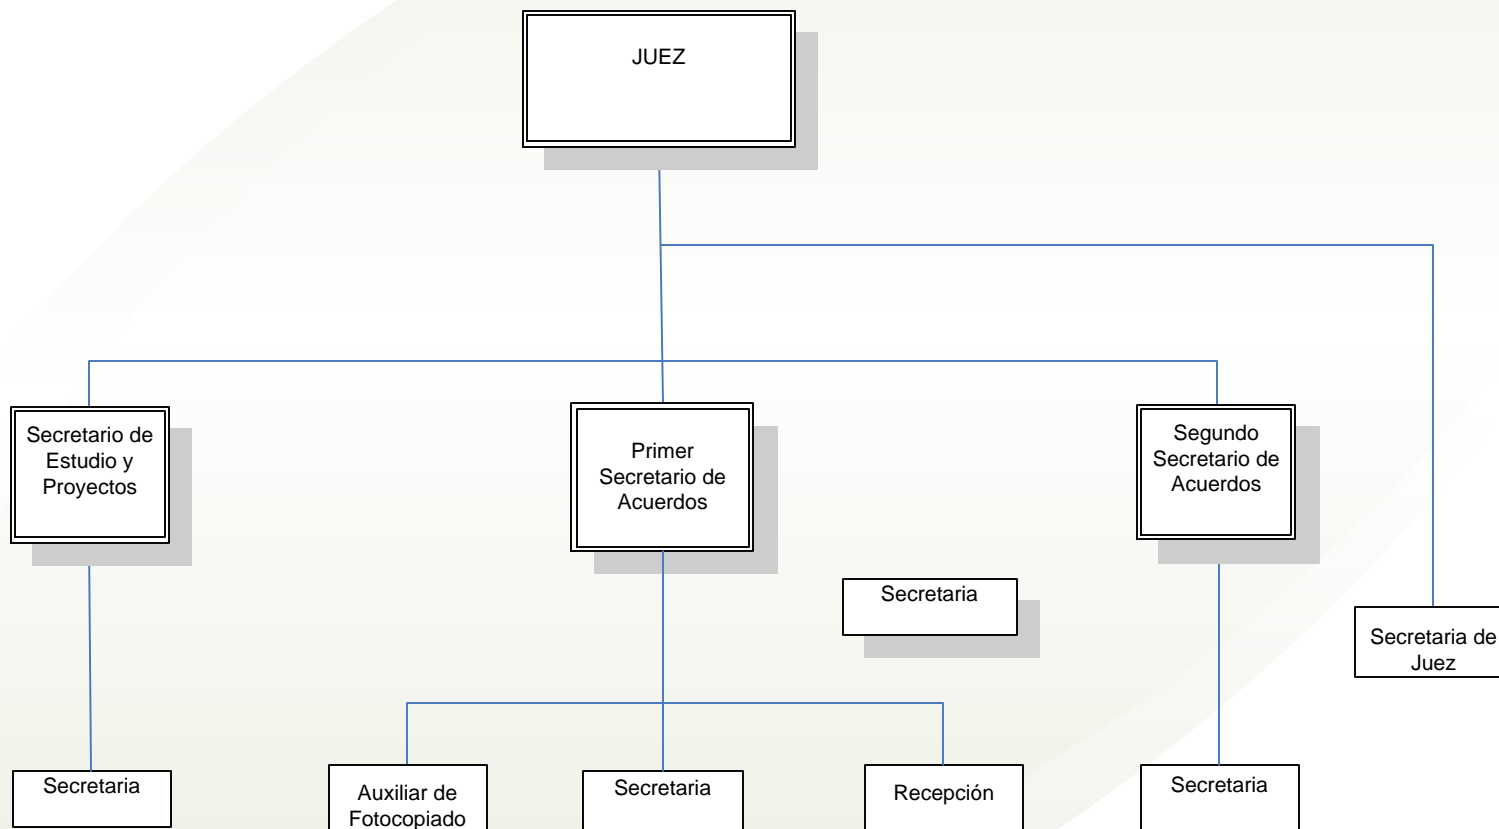 JUEZ
Secretario de
Estudio y
Proyectos
Primer
Secretario de
Acuerdos
Segundo
Secretario de
Acuerdos
Secretaria
Secretaria de
Juez
Secretaria
Auxiliar de
Fotocopiado
Secretaria
Recepción
Secretaria